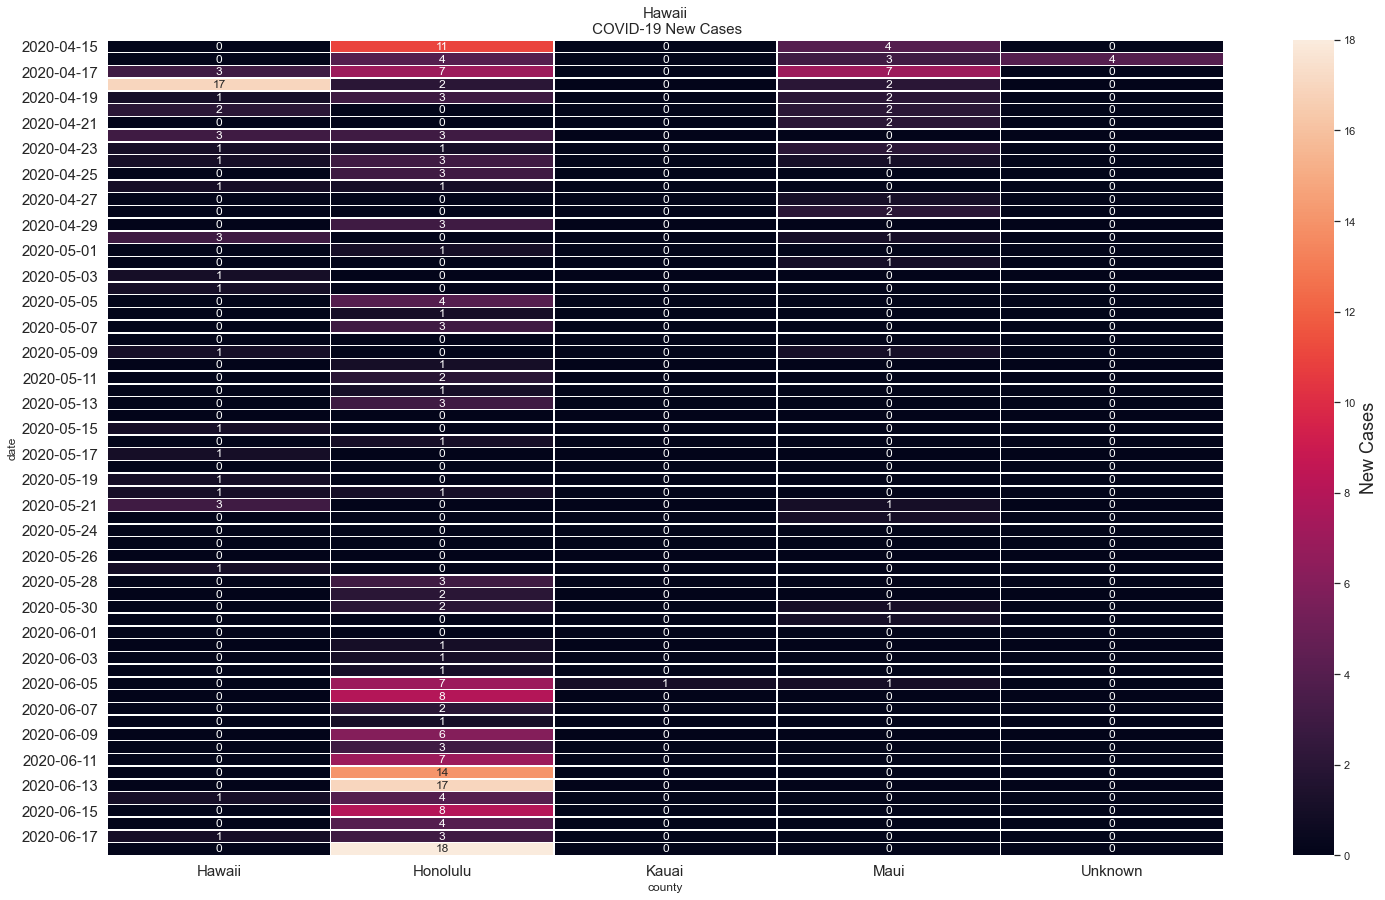 Hawaii
COVID-19 New Cases
2020-04-15 0 11 0 4 0
0 4 0 3 4
2020-04-17 3 7 0 7 0
17 2 0 2 0
2020-04-19 1 3 0 2 0
2 0 0 2 0
2020-04-21 0 0 0 2 0
3 3 0 0 0
2020-04-23 1 1 0 2 0
1 3 0 1 0
2020-04-25 0 3 0 0 0
1 1 0 0 0
2020-04-27 0 0 0 1 0
0 0 0 2 0
2020-04-29 0 3 0 0 0
3 0 0 1 0
2020-05-01 0 1 0 0 0
0 0 0 1 0
2020-05-03 1 0 0 0 0
1 0 0 0 0
2020-05-05 0 4 0 0 0
0 1 0 0 0
2020-05-07 0 3 0 0 0
0 0 0 0 0
2020-05-09 1 0 0 1 0
0 1 0 0 0
2020-05-11 0 2 0 0 0
0 1 0 0 0
2020-05-13 0 3 0 0 0
0 0 0 0 0
2020-05-15 1 0 0 0 0
0 1 0 0 0
2020-05-17 1 0 0 0 0
0 0 0 0 0
2020-05-19 1 0 0 0 0
1 1 0 0 0
2020-05-21 3 0 0 1 0
0 0 0 1 0
2020-05-24 0 0 0 0 0
0 0 0 0 0
2020-05-26 0 0 0 0 0
1 0 0 0 0
2020-05-28 0 3 0 0 0
0 2 0 0 0
2020-05-30 0 2 0 1 0
0 0 0 1 0
2020-06-01 0 0 0 0 0
0 1 0 0 0
2020-06-03 0 1 0 0 0
0 1 0 0 0
2020-06-05 0 7 1 1 0
0 8 0 0 0
2020-06-07 0 2 0 0 0
0 1 0 0 0
2020-06-09 0 6 0 0 0
0 3 0 0 0
2020-06-11 0 7 0 0 0
0 14 0 0 0
2020-06-13 0 17 0 0 0
1 4 0 0 0
2020-06-15 0 8 0 0 0
0 4 0 0 0
2020-06-17 1 3 0 0 0
0 18 0 0 0
Hawaii Honolulu Kauai Maui Unknown
county
date
18
16
14
12
10
8
6
4
2
0
New Cases